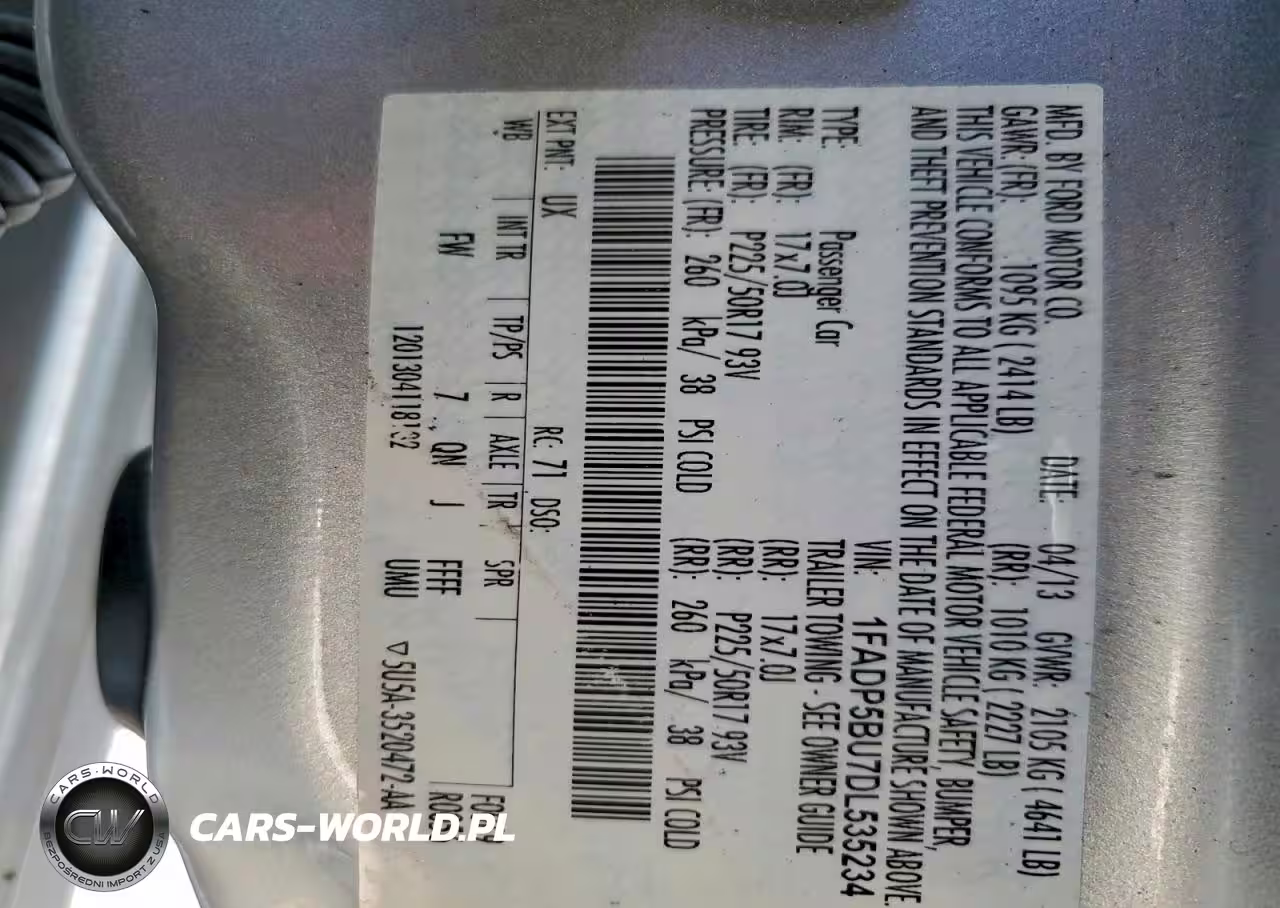 MFD. BY FORD MOTOR CO. DATE: 04/13 GVWR: 2105 KG ( 4641 LB)
GAWR: (FR): 1095 KG ( 2414 LB) (RR): 1010 KG ( 2227 LB)
THIS VEHICLE CONFORMS TO ALL APPLICABLE FEDERAL MOTOR VEHICLE SAFETY, BUMPER,
AND THEFT PREVENTION STANDARDS IN EFFECT ON THE DATE OF MANUFACTURE SHOWN ABOVE.
VIN: 1FADP5BU7DL535234
TYPE: Passenger Car TRAILER TOWING - SEE OWNER GUIDE
RIM: (FR): 17x7.0J (RR): 17x7.0J
TIRE: (FR): P225/50R17 93V (RR): P225/50R17 93V
PRESSURE: (FR): 260 kPa/ 38 PSI COLD (RR): 260 kPa/ 38 PSI COLD
EXT PNT: UX RC: 71 DSO:
WB INT TR TP/PS R AXLE TR SPR
FW 7 QN J FFFF
UMU ▽5U5A-3520472-AA
CARS-WORLD
CW
BEZPOŚREDNI IMPORT Z USA
CARS-WORLD.PL